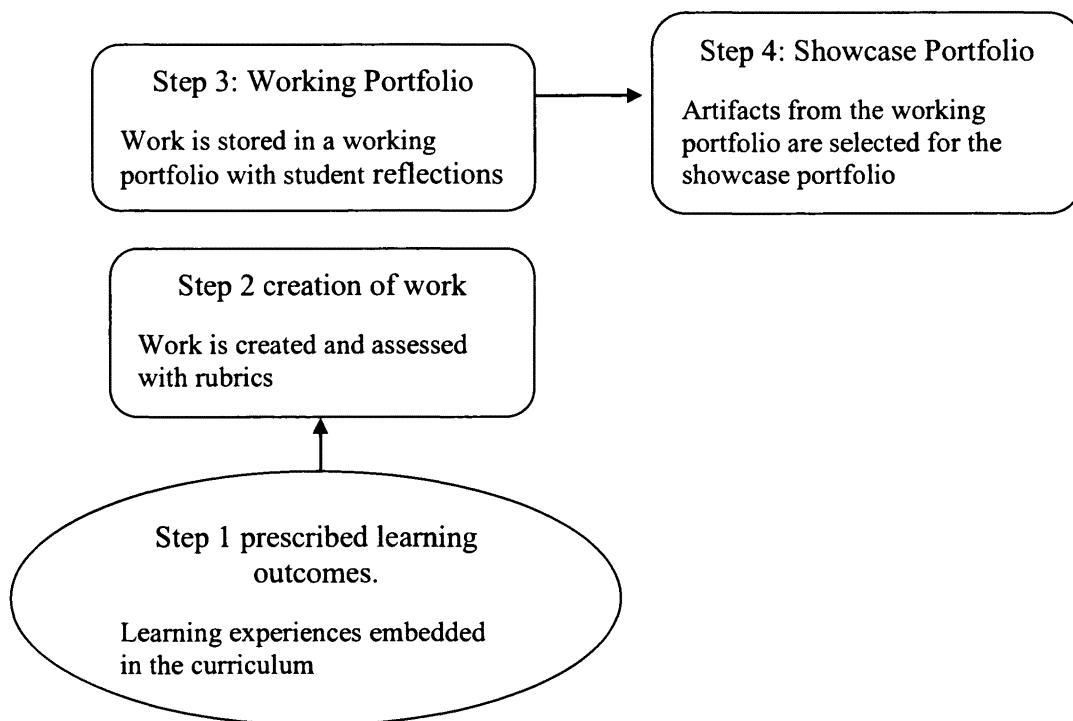 Step 3: Working Portfolio
Work is stored in a working
portfolio with student reflections
Step 4: Showcase Portfolio
Artifacts from the working
portfolio are selected for the
showcase portfolio
Step 2 creation of work
Work is created and assessed
with rubrics
Step 1 prescribed learning
outcomes.
Learning experiences embedded
in the curriculum